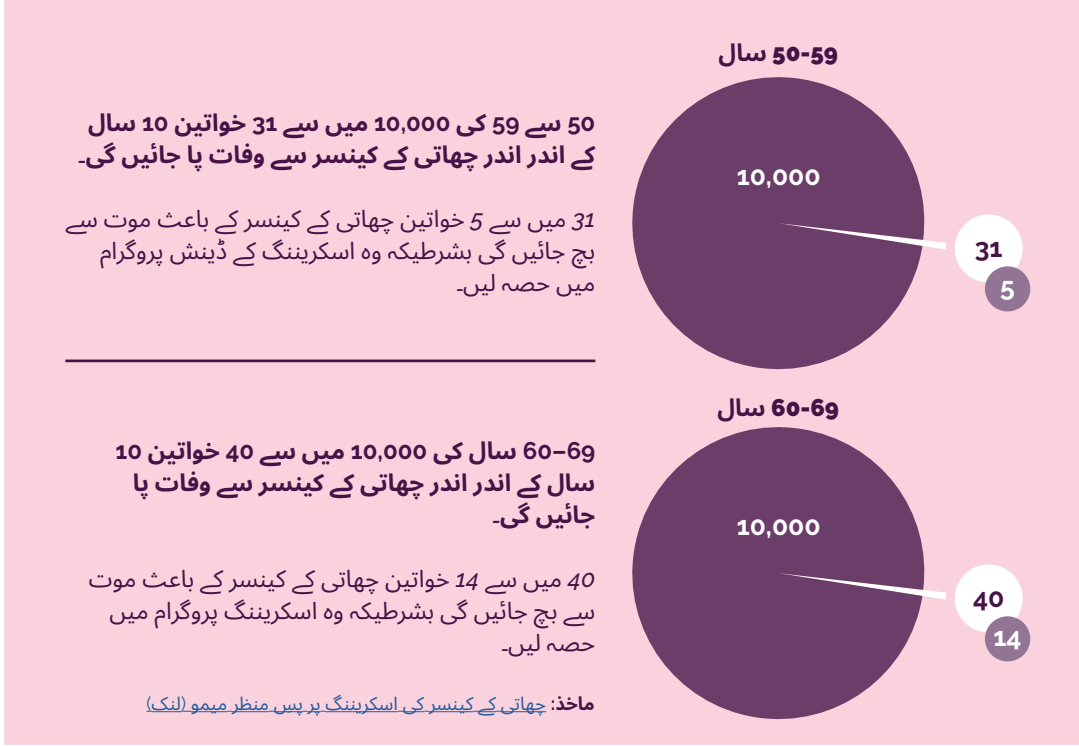 50-59 سال
50 سے 59 کی 10,000 میں سے 31 خواتین 10 سال
کے اندر اندر چھاتی کے کینسر سے وفات پا جائیں گی۔
31 میں سے 5 خواتین چھاتی کے کینسر کے باعث موت سے
بچ جائیں گی بشرطیکہ وہ اسکریننگ کے ڈینش پروگرام
میں حصہ لیں۔
10,000
31
5
60-69 سال
60–69 سال کی 10,000 میں سے 40 خواتین 10
سال کے اندر اندر چھاتی کے کینسر سے وفات پا
جائیں گی۔
40 میں سے 14 خواتین چھاتی کے کینسر کے باعث موت
سے بچ جائیں گی بشرطیکہ وہ اسکریننگ پروگرام میں
حصہ لیں۔
10,000
40
14
ماخذ: چھاتی کے کینسر کی اسکریننگ پر پس منظر میمو (لنک)